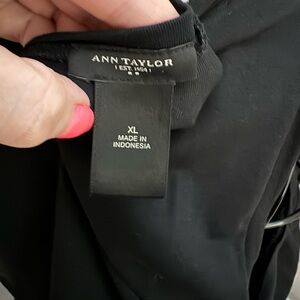 ANN TAYLOR
EST. 1954
XL
MADE IN
INDONESIA